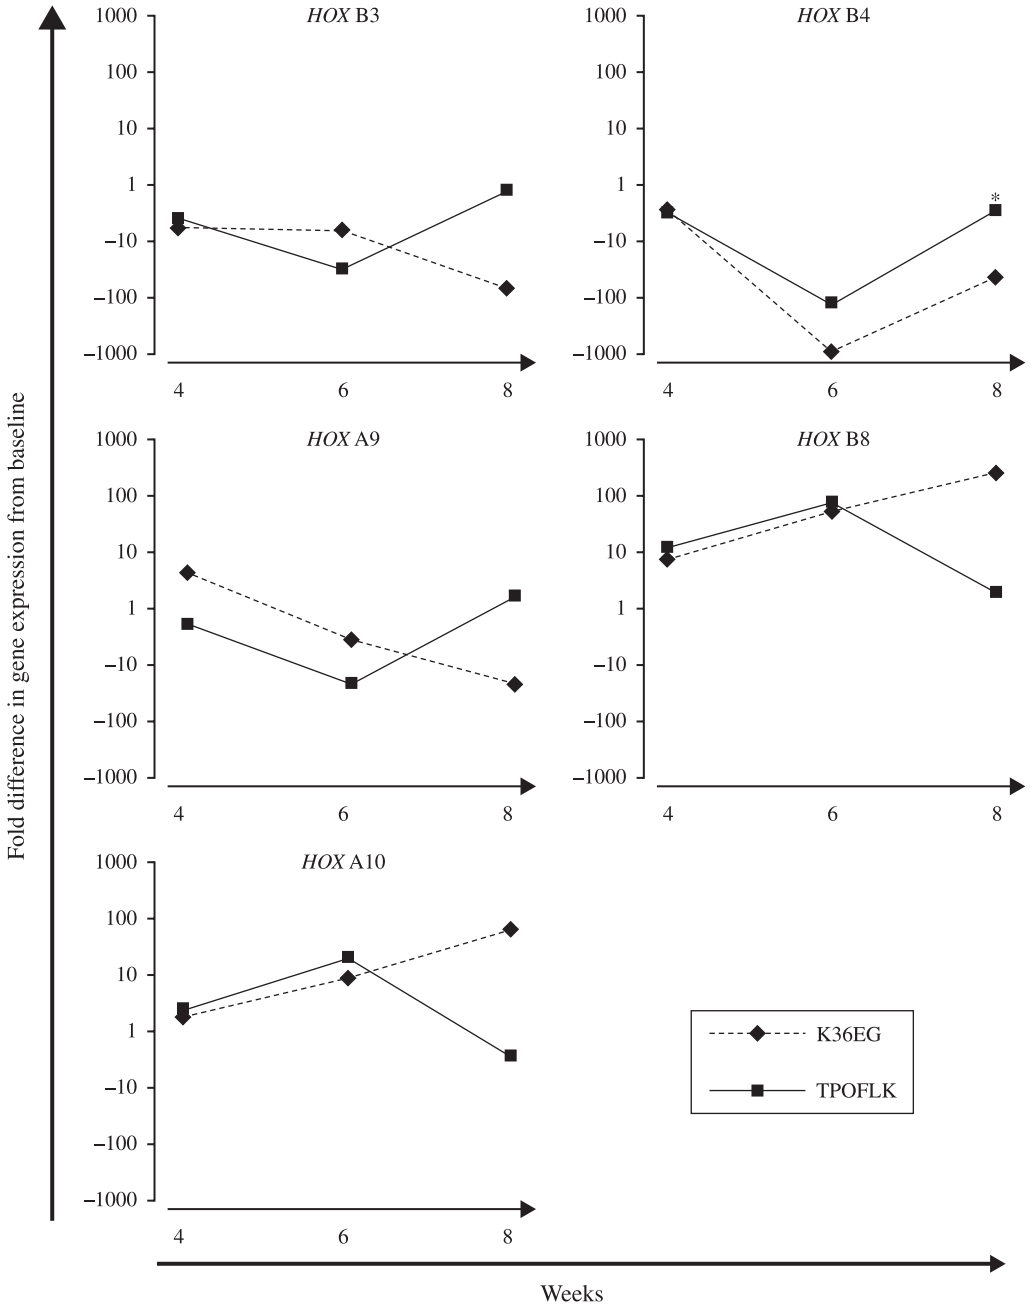 Fold difference in gene expression from baseline
HOX B3
1000
100
10
1
–10
–100
–1000
4 6 8
HOX B4
1000
100
10
1
–10
–100
–1000
*
4 6 8
HOX A9
1000
100
10
1
–10
–100
–1000
4 6 8
HOX B8
1000
100
10
1
–10
–100
–1000
4 6 8
HOX A10
1000
100
10
1
–10
–100
–1000
4 6 8
K36EG
TPOFLK
Weeks